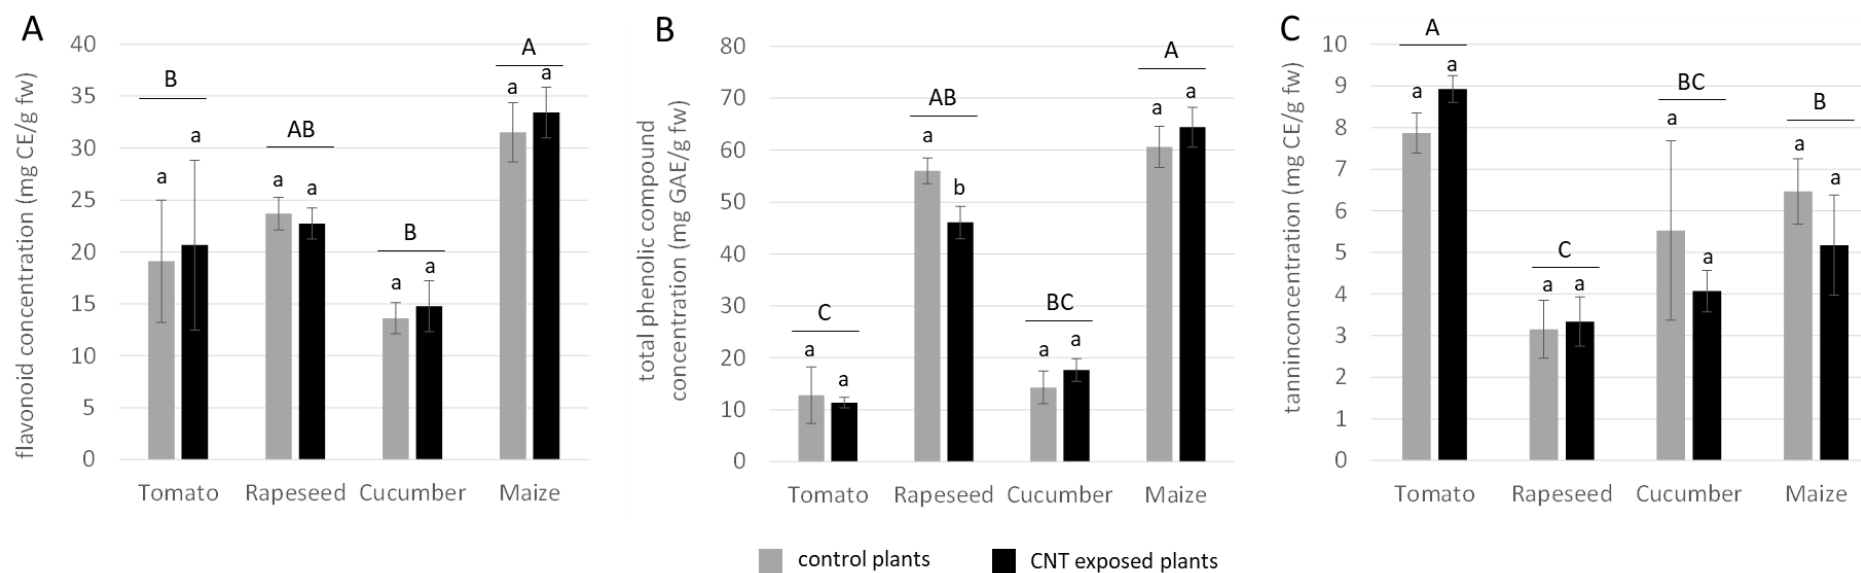 A
flavonoid concentration (mg CE/g fw)
40
35
30
25
20
15
10
5
0
B
a
a
AB
a
a
B
a
a
A
a
a
Tomato
Rapeseed
Cucumber
Maize
B
total phenolic compound
concentration (mg GAE/g fw)
80
70
60
50
40
30
20
10
0
C
a
a
AB
a
b
BC
a
a
A
a
a
Tomato
Rapeseed
Cucumber
Maize
C
tanninconcentration (mg CE/g fw)
10
9
8
7
6
5
4
3
2
1
0
A
a
a
C
a
a
BC
a
a
B
a
a
Tomato
Rapeseed
Cucumber
Maize
control plants
CNT exposed plants